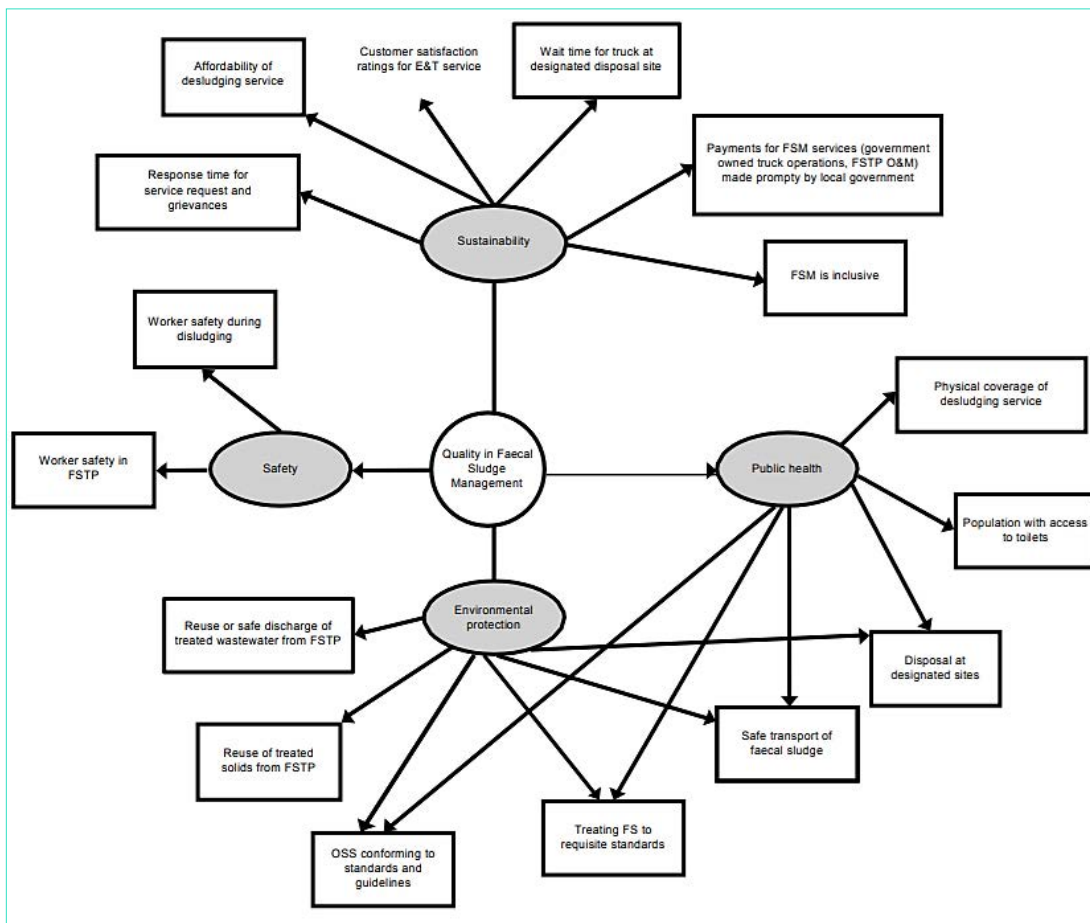 Affordability of
desludging service
Customer satisfaction
ratings for E&T service
Wait time for truck at
designated disposal site
Payments for FSM services (government
owned truck operations, FSTP O&M)
made prompty by local government
Response time for
service request and
grievances
Sustainability
FSM is inclusive
Worker safety during
disludging
Physical coverage of
desludging service
Worker safety in
FSTP
Safety
Quality in Faecal
Sludge
Management
Public health
Population with access
to toilets
Environmental
protection
Reuse or safe discharge of
treated wastewater from FSTP
Disposal at
designated sites
Reuse of treated
solids from FSTP
Safe transport of
faecal sludge
OSS conforming to
standards and
guidelines
Treating FS to
requisite standards